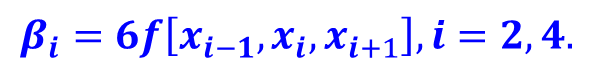 βᵢ = 6f[xᵢ₋₁, xᵢ, xᵢ₊₁], i = 2, 4.